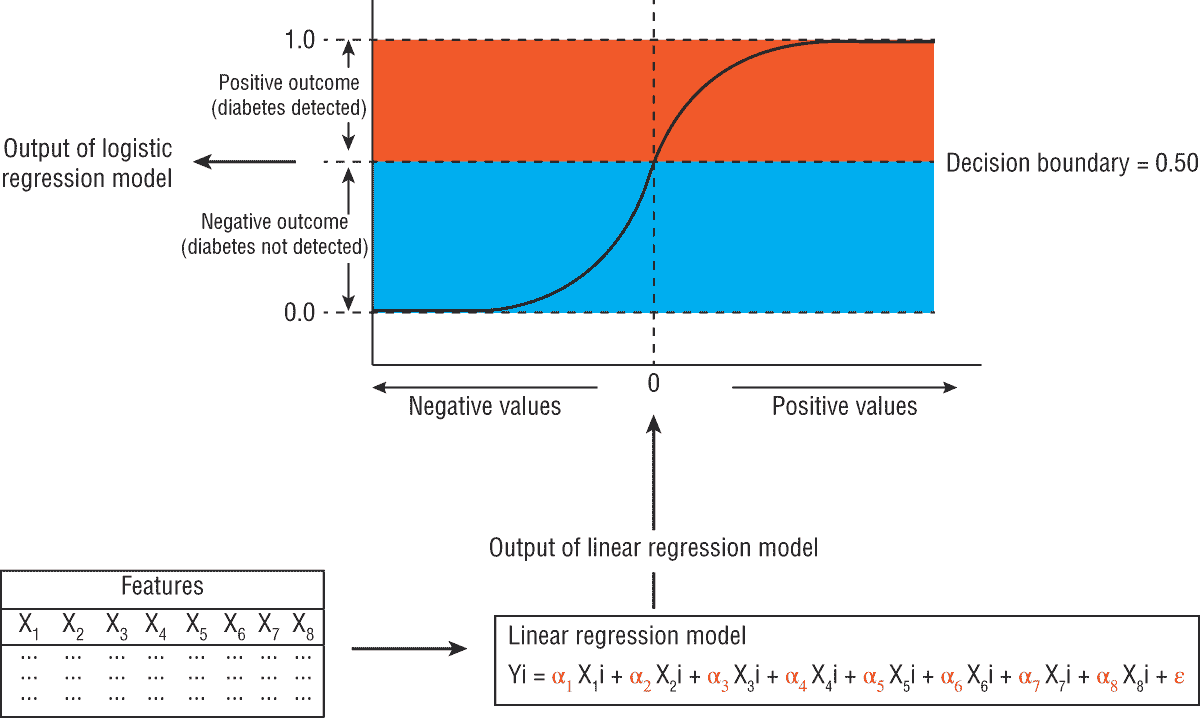 1.0
Positive outcome
(diabetes detected)
Output of logistic
regression model
Decision boundary = 0.50
Negative outcome
(diabetes not detected)
0.0
0
Negative values
Positive values
Output of linear regression model
Features
X₁ X₂ X₃ X₄ X₅ X₆ X₇ X₈
... ... ... ... ... ... ... ...
... ... ... ... ... ... ... ...
... ... ... ... ... ... ... ...
Linear regression model
Yi = α₁ X₁i + α₂ X₂i + α₃ X₃i + α₄ X₄i + α₅ X₅i + α₆ X₆i + α₇ X₇i + α₈ X₈i + ε